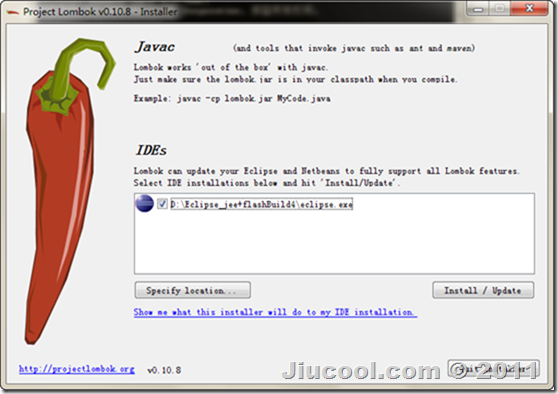 Project Lombok v0.10.8 - Installer
Javac (and tools that invoke javac such as ant and maven)
Lombok works 'out of the box' with javac.
Just make sure the lombok.jar is in your classpath when you compile.
Example: javac -cp lombok.jar MyCode.java
IDEs
Lombok can update your Eclipse and Netbeans to fully support all Lombok features.
Select IDE installations below and hit 'Install/Update'.
D:\Eclipse_jee+flashBuild4\eclipse.exe
Specify location... Install / Update
Show me what this installer will do to my IDE installation.
http://projectlombok.org v0.10.8
Jiucool.com © 2011